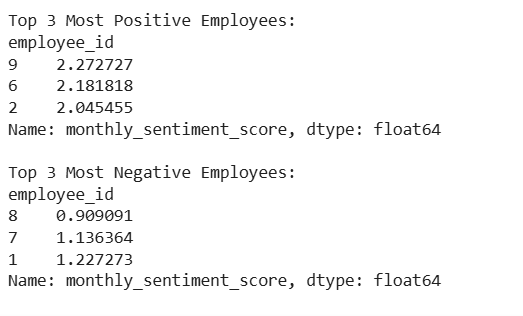 Top 3 Most Positive Employees:
employee_id
9    2.272727
6    2.181818
2    2.045455
Name: monthly_sentiment_score, dtype: float64

Top 3 Most Negative Employees:
employee_id
8    0.909091
7    1.136364
1    1.227273
Name: monthly_sentiment_score, dtype: float64